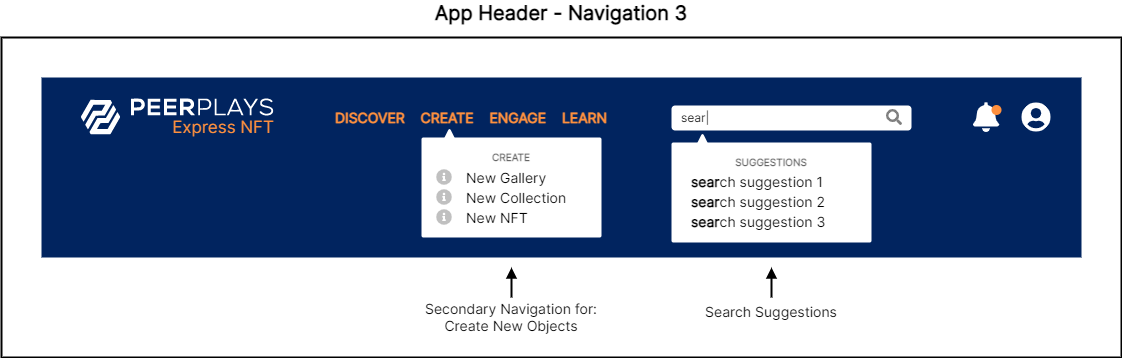 App Header - Navigation 3
PEERPLAYS
Express NFT
DISCOVER CREATE ENGAGE LEARN
sear
CREATE
New Gallery
New Collection
New NFT
SUGGESTIONS
search suggestion 1
search suggestion 2
search suggestion 3
Secondary Navigation for:
Create New Objects
Search Suggestions